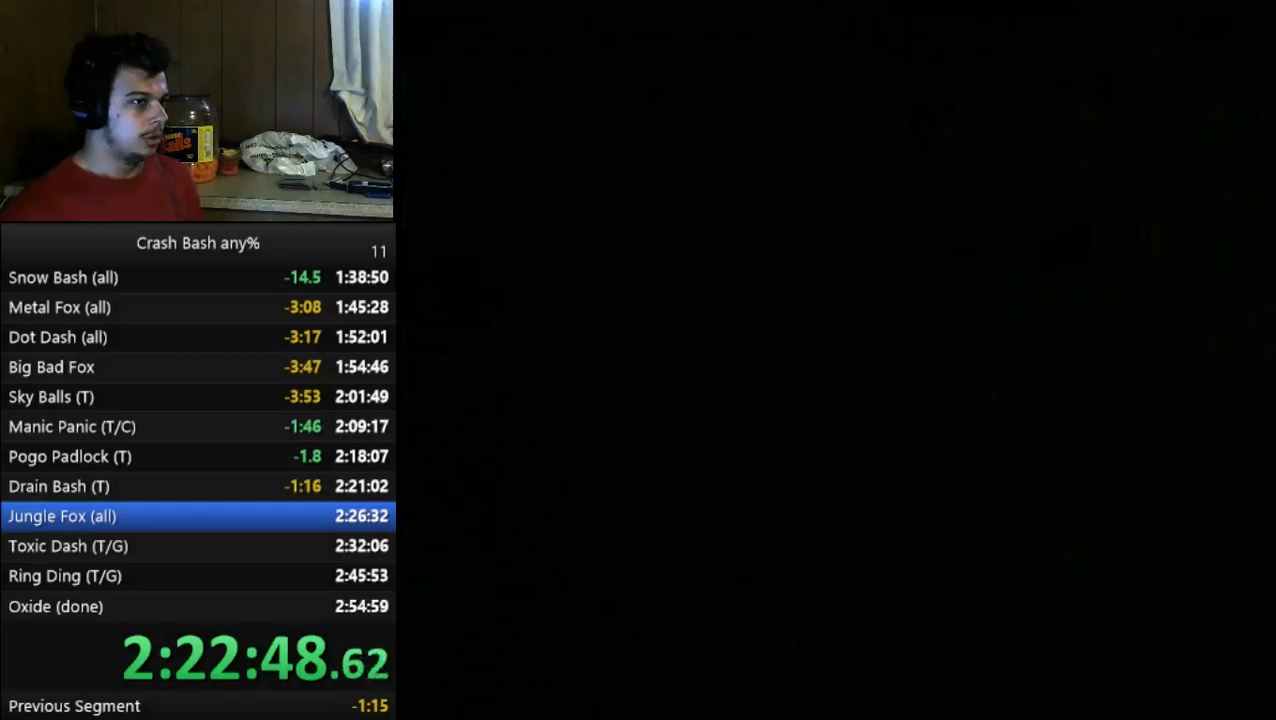 CHEESE
Balls
Crash Bash any%
11
Snow Bash (all) -14.5 1:38:50
Metal Fox (all) -3:08 1:45:28
Dot Dash (all) -3:17 1:52:01
Big Bad Fox -3:47 1:54:46
Sky Balls (T) -3:53 2:01:49
Manic Panic (T/C) -1:46 2:09:17
Pogo Padlock (T) -1.8 2:18:07
Drain Bash (T) -1:16 2:21:02
Jungle Fox (all) 2:26:32
Toxic Dash (T/G) 2:32:06
Ring Ding (T/G) 2:45:53
Oxide (done) 2:54:59
2:22:48.62
Previous Segment -1:15